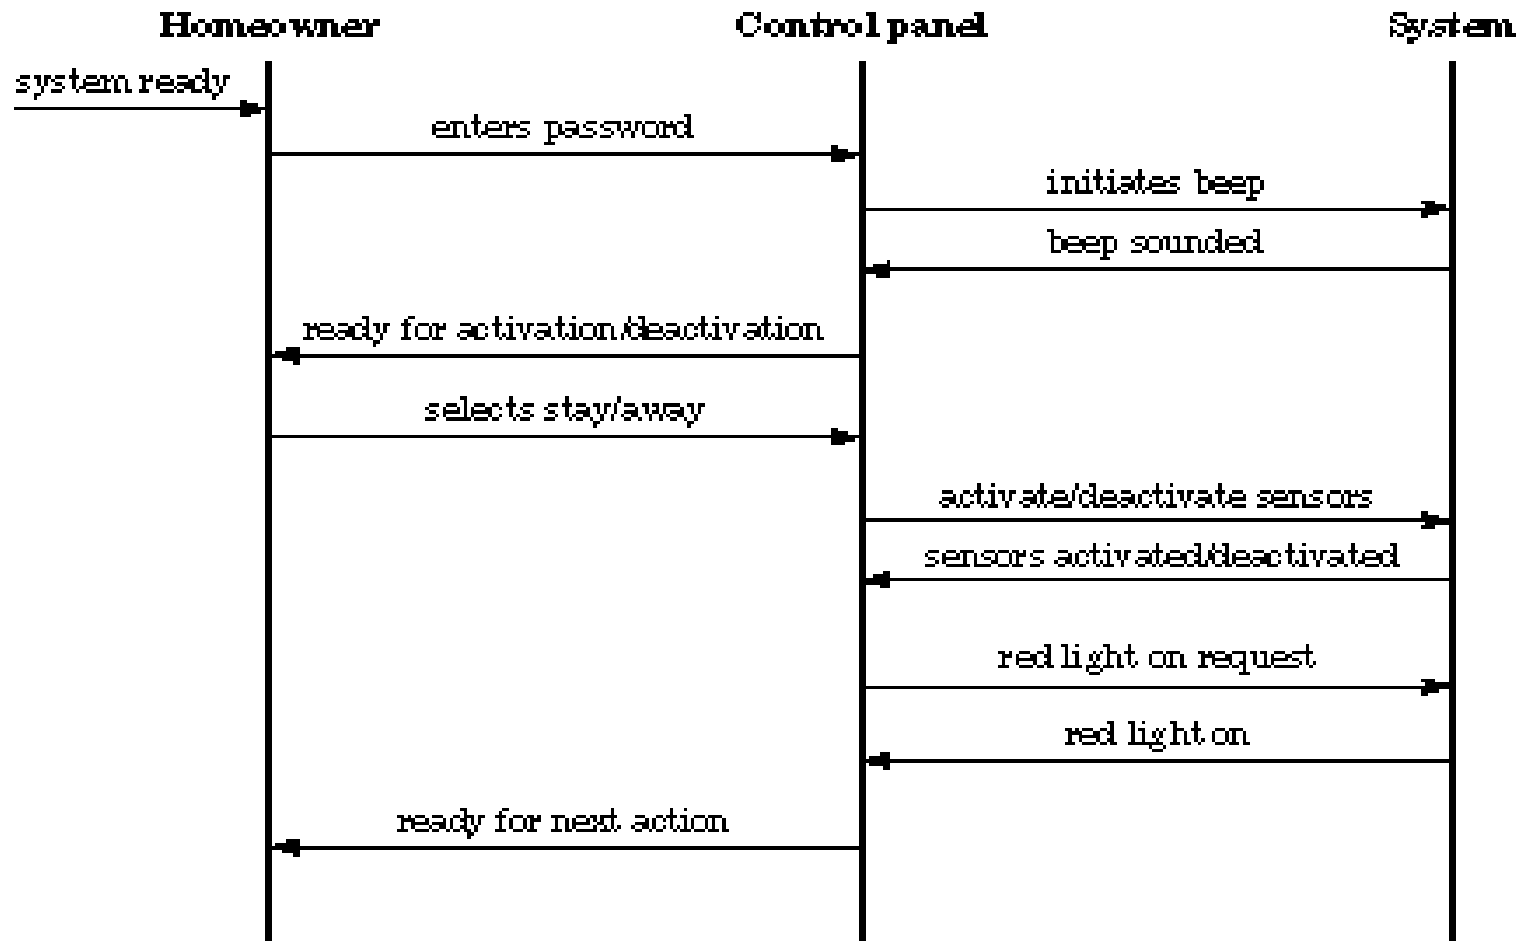 Homeowner
Control panel
System
system ready
enters password
initiates beep
beep sounded
ready for activation/deactivation
selects stay/away
activate/deactivate sensors
sensors activated/deactivated
red light on request
red light on
ready for next action